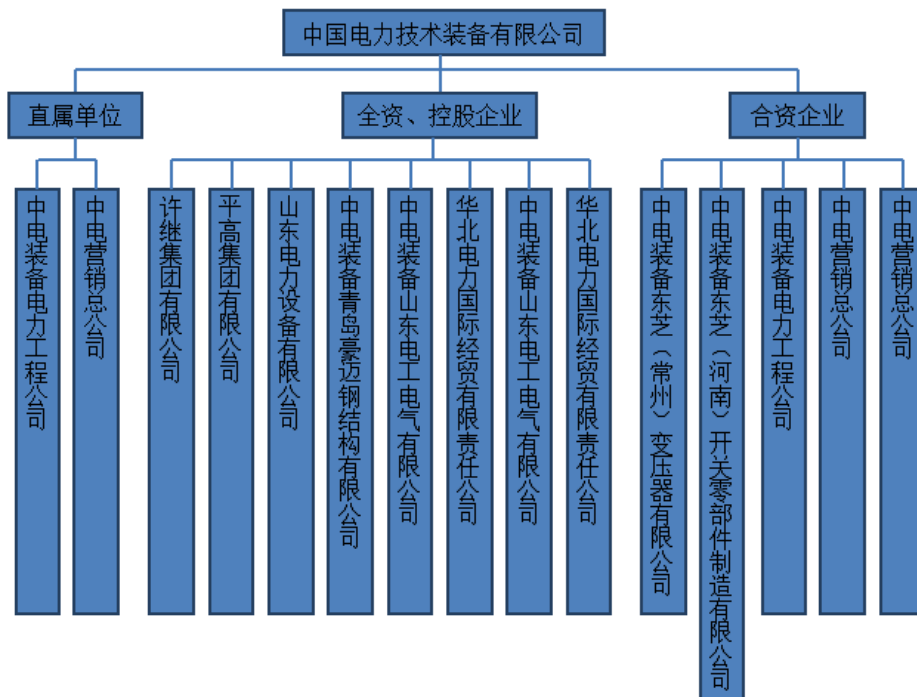 中国电力技术装备有限公司
直属单位
全资、控股企业
合资企业
中电装备电力工程公司
中电营销总公司
许继集团有限公司
平高集团有限公司
山东电力设备有限公司
中电装备青岛豪迈钢结构有限公司
中电装备山东电工电气有限公司
华北电力国际经贸有限责任公司
中电装备山东电工电气有限公司
华北电力国际经贸有限责任公司
中电装备东芝（常州）变压器有限公司
中电装备东芝（河南）开关零部件制造有限公司
中电装备电力工程公司
中电营销总公司
中电营销总公司